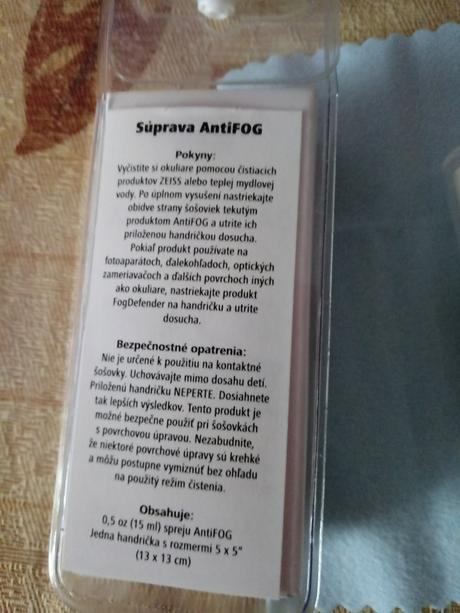 Súprava AntiFOG
Pokyny:
Vyčistite si okuliare pomocou čistiacich
produktov ZEISS alebo teplej mydlovej
vody. Po úplnom vysušení nastriekajte
obidve strany šošoviek tekutým
produktom AntiFOG a utrite ich
priloženou handričkou dosucha.
Pokiaľ produkt používate na
fotoaparátoch, ďalekohľadoch, optických
zameriavačoch a ďalších povrchoch iných
ako okuliare, nastriekajte produkt
FogDefender na handričku a utrite
dosucha.
Bezpečnostné opatrenia:
Nie je určené k použitiu na kontaktné
šošovky. Uchovávajte mimo dosahu detí.
Priloženú handričku NEPERTE. Dosiahnete
tak lepších výsledkov. Tento produkt je
možné bezpečne použiť pri šošovkách
s povrchovou úpravou. Nezabudnite,
že niektoré povrchové úpravy sú krehké
a môžu postupne vymiznúť bez ohľadu
na použitý režim čistenia.
Obsahuje:
0,5 oz (15 ml) spreju AntiFOG
Jedna handrička s rozmermi 5 x 5"
(13 x 13 cm)